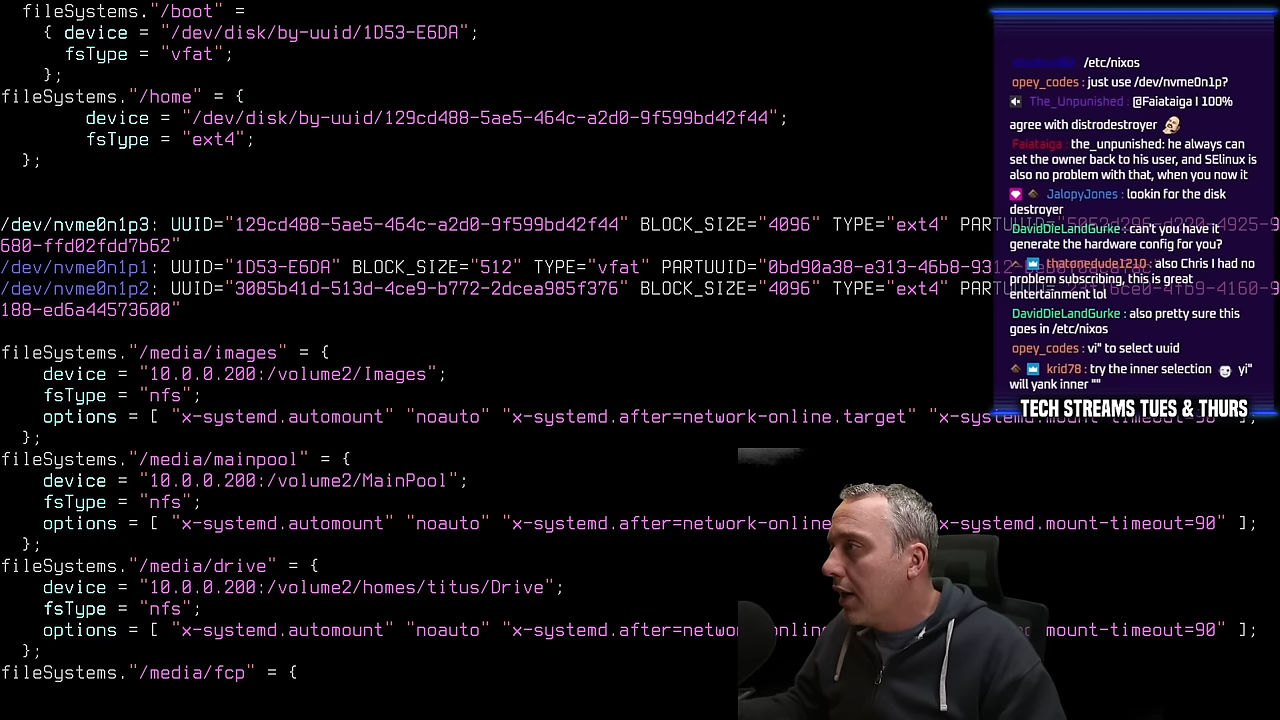 fileSystems."/boot" =
{ device = "/dev/disk/by-uuid/1D53-E6DA";
fsType = "vfat";
};
fileSystems."/home" = {
device = "/dev/disk/by-uuid/129cd488-5ae5-464c-a2d0-9f599bd42f44";
fsType = "ext4";
};
/dev/nvme0n1p3: UUID="129cd488-5ae5-464c-a2d0-9f599bd42f44" BLOCK_SIZE="4096" TYPE="ext4"
680-ffd02fdd7b62"
/dev/nvme0n1p1: UUID="1D53-E6DA" BLOCK_SIZE="512" TYPE="vfat"
/dev/nvme0n1p2: UUID="3085b41d-513d-4ce9-b772-2dcea985f376" BLOCK_SIZE="4096" TYPE="ext4"
188-ed6a44573600"
fileSystems."/media/images" = {
device = "10.0.0.200:/volume2/Images";
fsType = "nfs";
options = [ "x-systemd.automount" "noauto" "x-systemd.after=network-online.target" "x-systemd.mount-timeout=90" ];
};
fileSystems."/media/mainpool" = {
device = "10.0.0.200:/volume2/MainPool";
fsType = "nfs";
options = [ "x-systemd.automount" "noauto" "x-systemd.after=network-online x-systemd.mount-timeout=90" ];
};
fileSystems."/media/drive" = {
device = "10.0.0.200:/volume2/homes/titus/Drive";
fsType = "nfs";
options = [ "x-systemd.automount" "noauto" "x-systemd.after=network-online mount-timeout=90" ];
};
fileSystems."/media/fcp" = {
/etc/nixos
opey_codes : just use /dev/nvme0n1p?
The_Unpunished : @Faiataiga I 100%
agree with distrodestroyer
Faiataiga : the_unpunished: he always can
set the owner back to his user, and SElinux is
also no problem with that, when you now it
JalopyJones : lookin for the disk
destroyer
DavidDieLandGurke : can't you have it
generate the hardware config for you?
thatonedude1210 : also Chris I had no
problem subscribing, this is great
entertainment lol
DavidDieLandGurke : also pretty sure this
goes in /etc/nixos
opey_codes : vi" to select uuid
krid78 : try the inner selection yi"
will yank inner ""
TECH STREAMS TUES & THURS